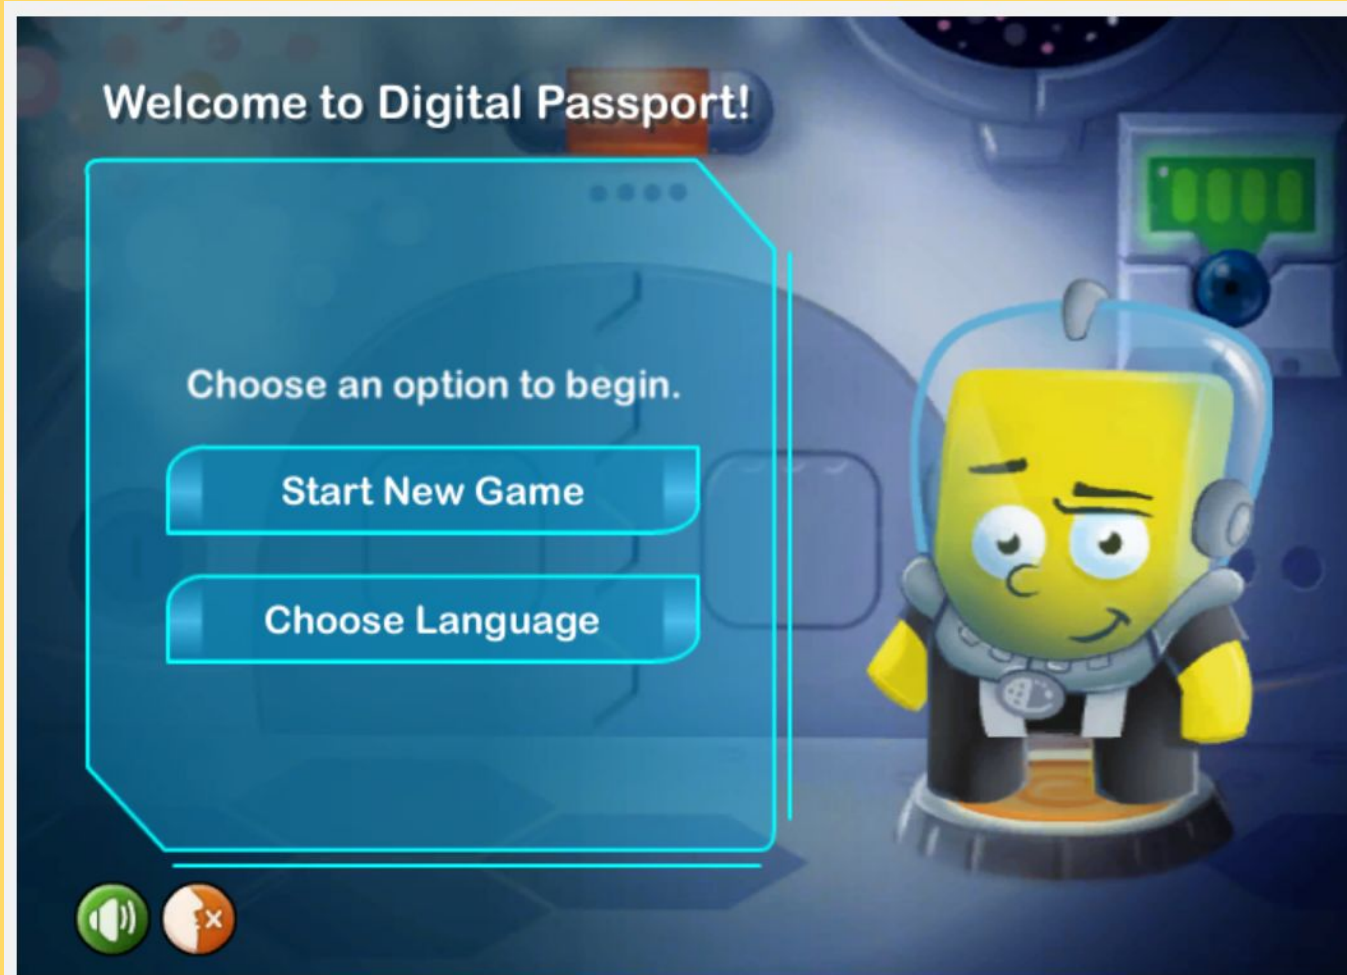 Welcome to Digital Passport!
Choose an option to begin.
Start New Game
Choose Language